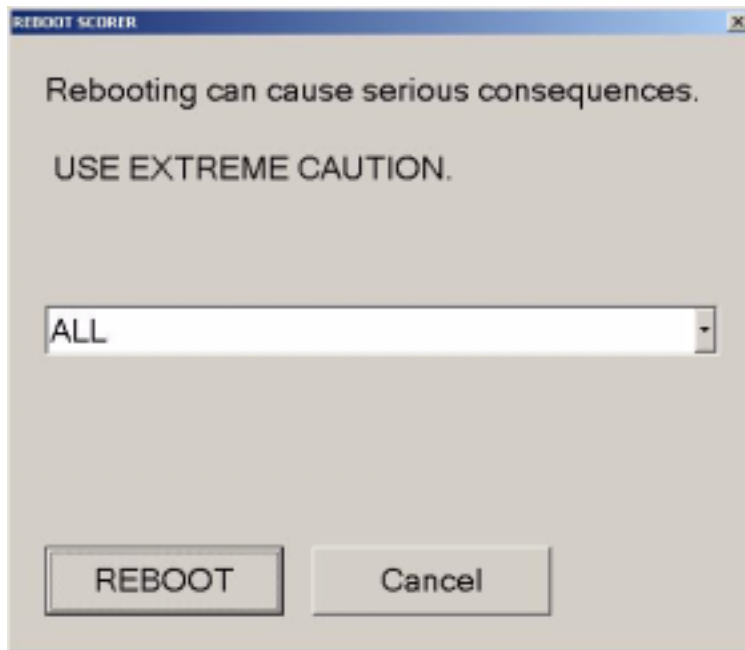 REBOOT SCORER
Rebooting can cause serious consequences.
USE EXTREME CAUTION.
ALL
REBOOT
Cancel